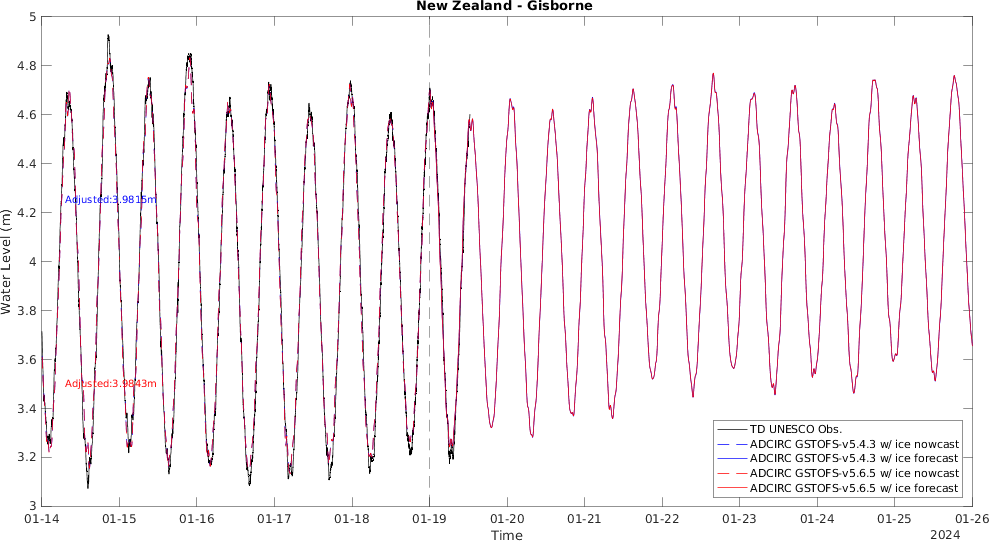 New Zealand - Gisborne
5
4.8
4.6
4.4
4.2
4
3.8
3.6
3.4
3.2
3
Water Level (m)
Adjusted:3.9815m
Adjusted:3.9843m
TD UNESCO Obs.
ADCIRC GSTOFS-v5.4.3 w/ ice nowcast
ADCIRC GSTOFS-v5.4.3 w/ ice forecast
ADCIRC GSTOFS-v5.6.5 w/ ice nowcast
ADCIRC GSTOFS-v5.6.5 w/ ice forecast
01-14 01-15 01-16 01-17 01-18 01-19 01-20 01-21 01-22 01-23 01-24 01-25 01-26
Time
2024